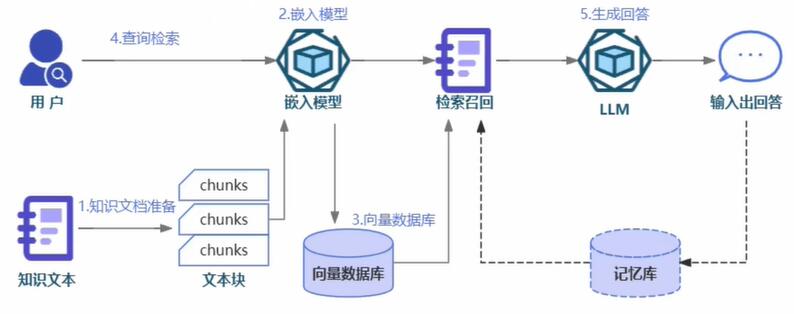 2.嵌入模型
5.生成回答
4.查询检索
用 户
嵌入模型
检索召回
LLM
输入出回答
1.知识文档准备
chunks
chunks
chunks
3.向量数据库
知识文本
文本块
向量数据库
记忆库